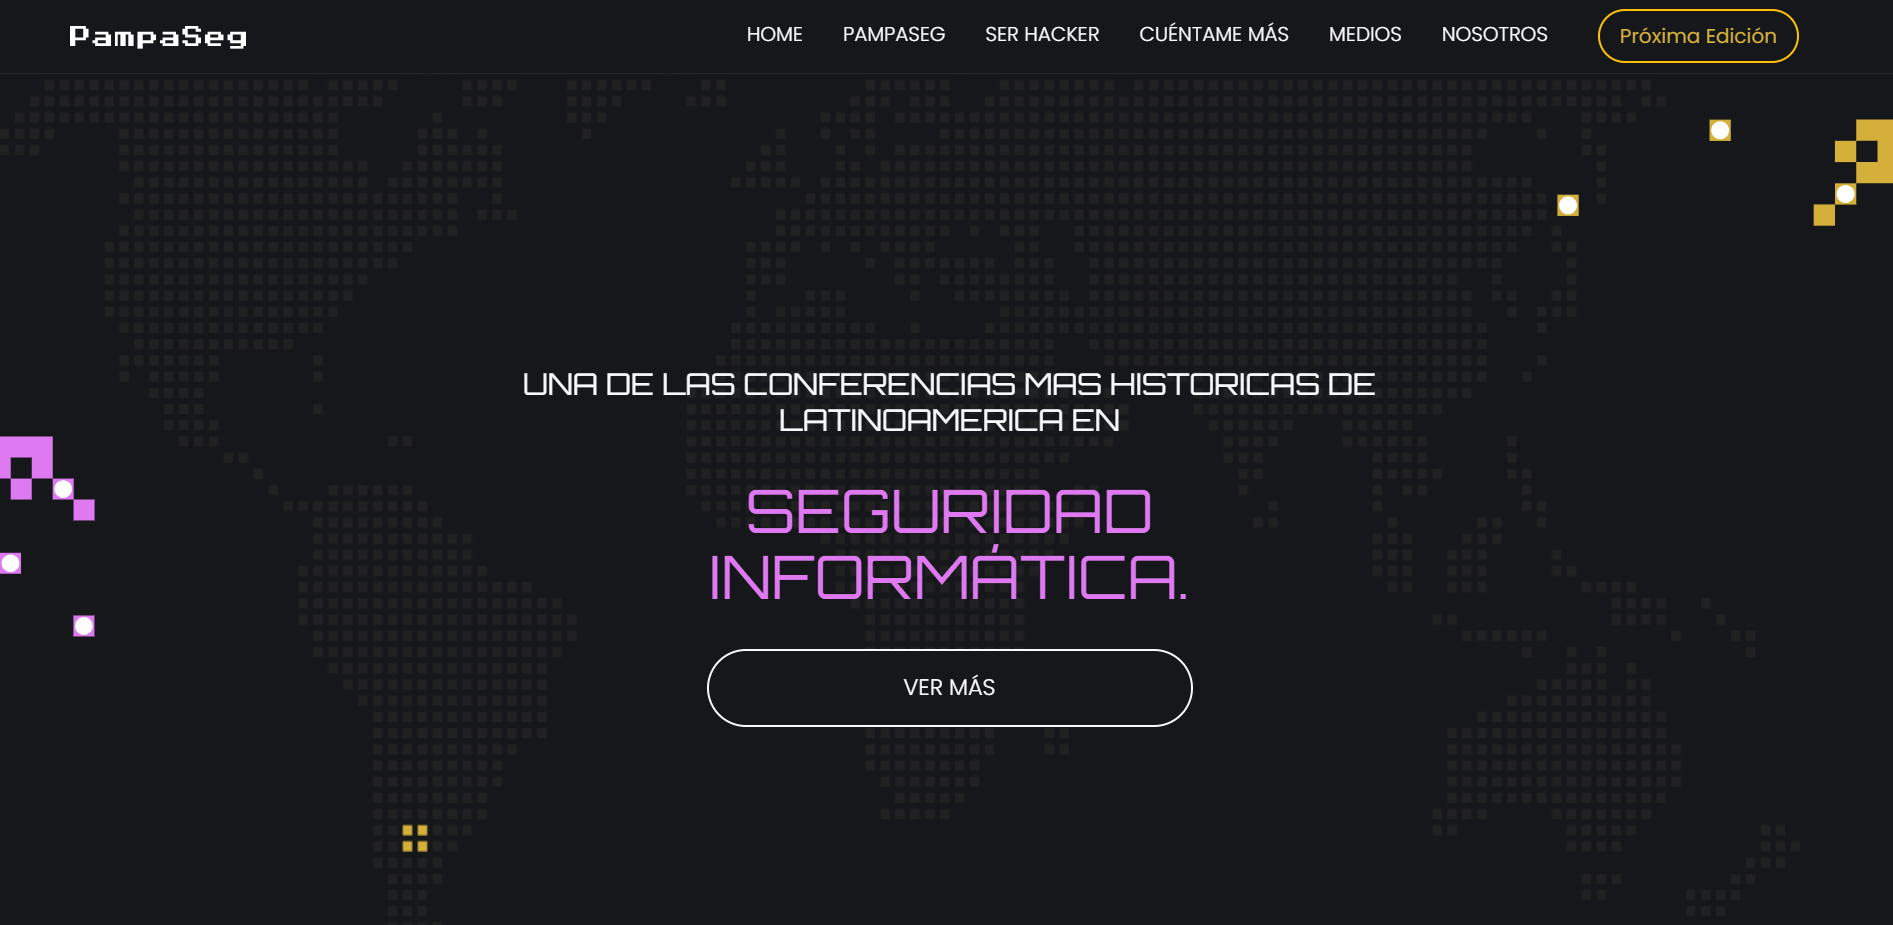 PampaSeg
HOME PAMPASEG SER HACKER CUÉNTAME MÁS MEDIOS NOSOTROS Próxima Edición
UNA DE LAS CONFERENCIAS MAS HISTORICAS DE
LATINOAMERICA EN
SEGURIDAD
INFORMÁTICA.
VER MÁS